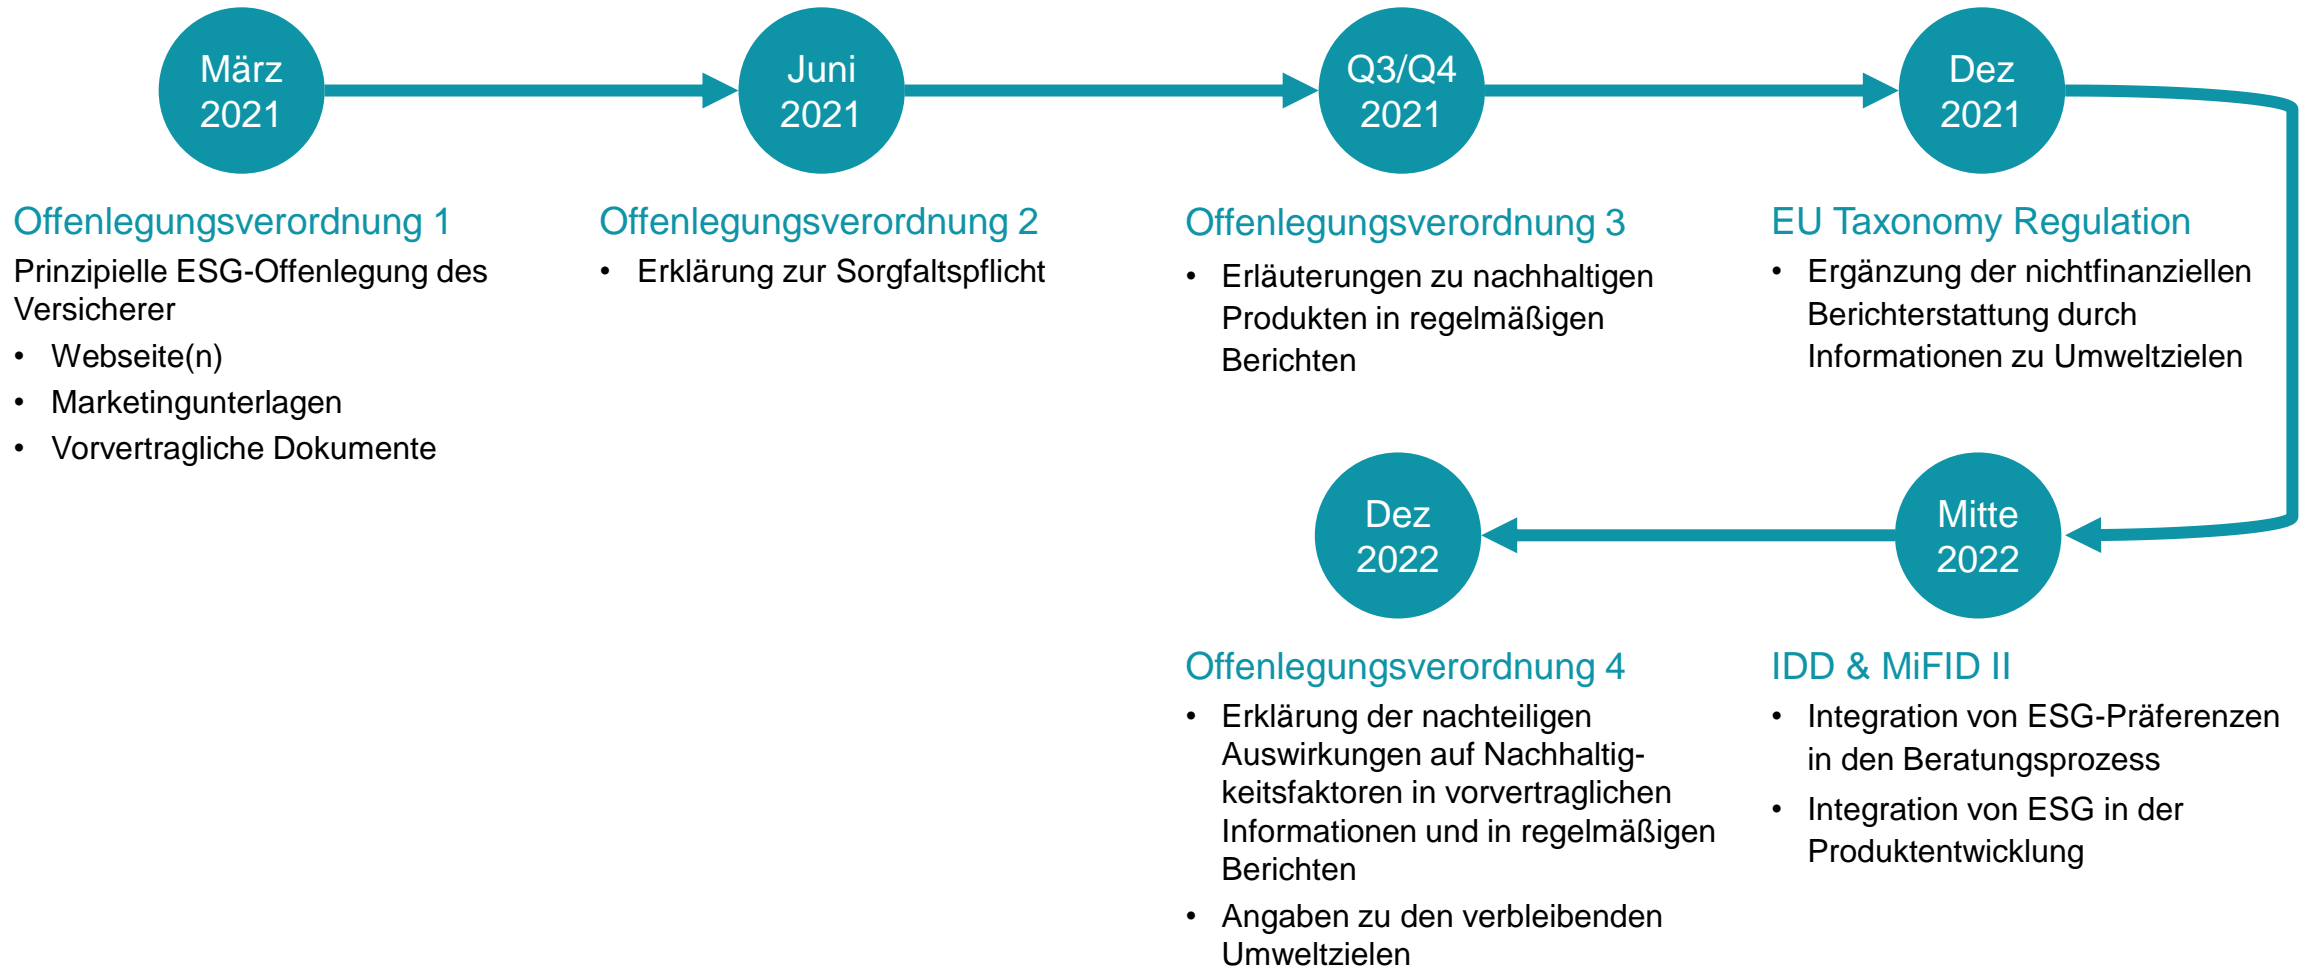 März
2021
Juni
2021
Q3/Q4
2021
Dez
2021
Offenlegungsverordnung 1
Prinzipielle ESG-Offenlegung des
Versicherer
• Webseite(n)
• Marketingunterlagen
• Vorvertragliche Dokumente
Offenlegungsverordnung 2
• Erklärung zur Sorgfaltspflicht
Offenlegungsverordnung 3
• Erläuterungen zu nachhaltigen
Produkten in regelmäßigen
Berichten
EU Taxonomy Regulation
• Ergänzung der nichtfinanziellen
Berichterstattung durch
Informationen zu Umweltzielen
Mitte
2022
Dez
2022
IDD & MiFID II
• Integration von ESG-Präferenzen
in den Beratungsprozess
• Integration von ESG in der
Produktentwicklung
Offenlegungsverordnung 4
• Erklärung der nachteiligen
Auswirkungen auf Nachhaltig-
keitsfaktoren in vorvertraglichen
Informationen und in regelmäßigen
Berichten
• Angaben zu den verbleibenden
Umweltzielen